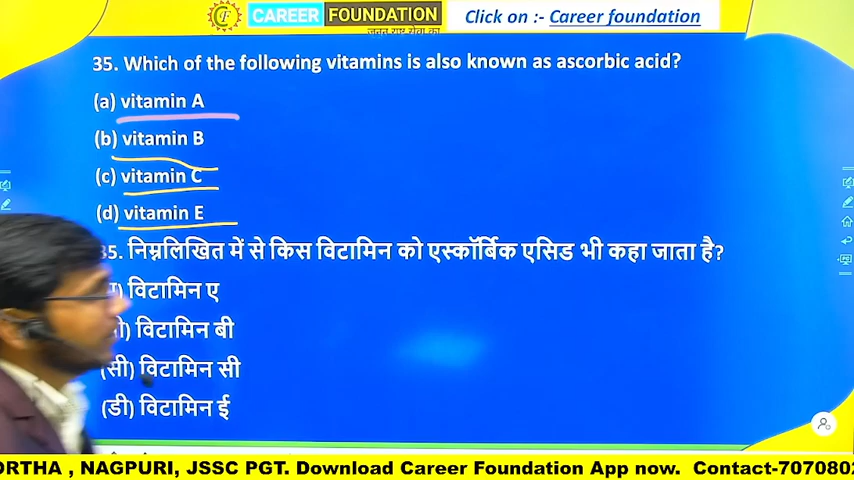 CAREER FOUNDATION
Click on :- Career foundation
35. Which of the following vitamins is also known as ascorbic acid?
(a) vitamin A
(b) vitamin B
(c) vitamin C
(d) vitamin E
35. निम्नलिखित में से किस विटामिन को एस्कॉर्बिक एसिड भी कहा जाता है?
विटामिन ए
विटामिन बी
(सी) विटामिन सी
(डी) विटामिन ई
ORTHA , NAGPURI, JSSC PGT. Download Career Foundation App now. Contact-707080